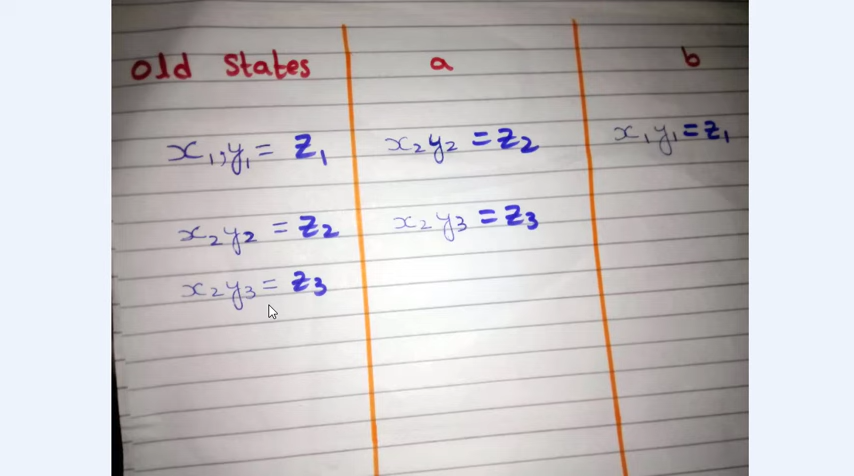 old states a b
x₁;y₁ = z₁ x₂y₂ = z₂ x₁y₁ = z₁
x₂y₂ = z₂ x₂y₃ = z₃
x₂y₃ = z₃